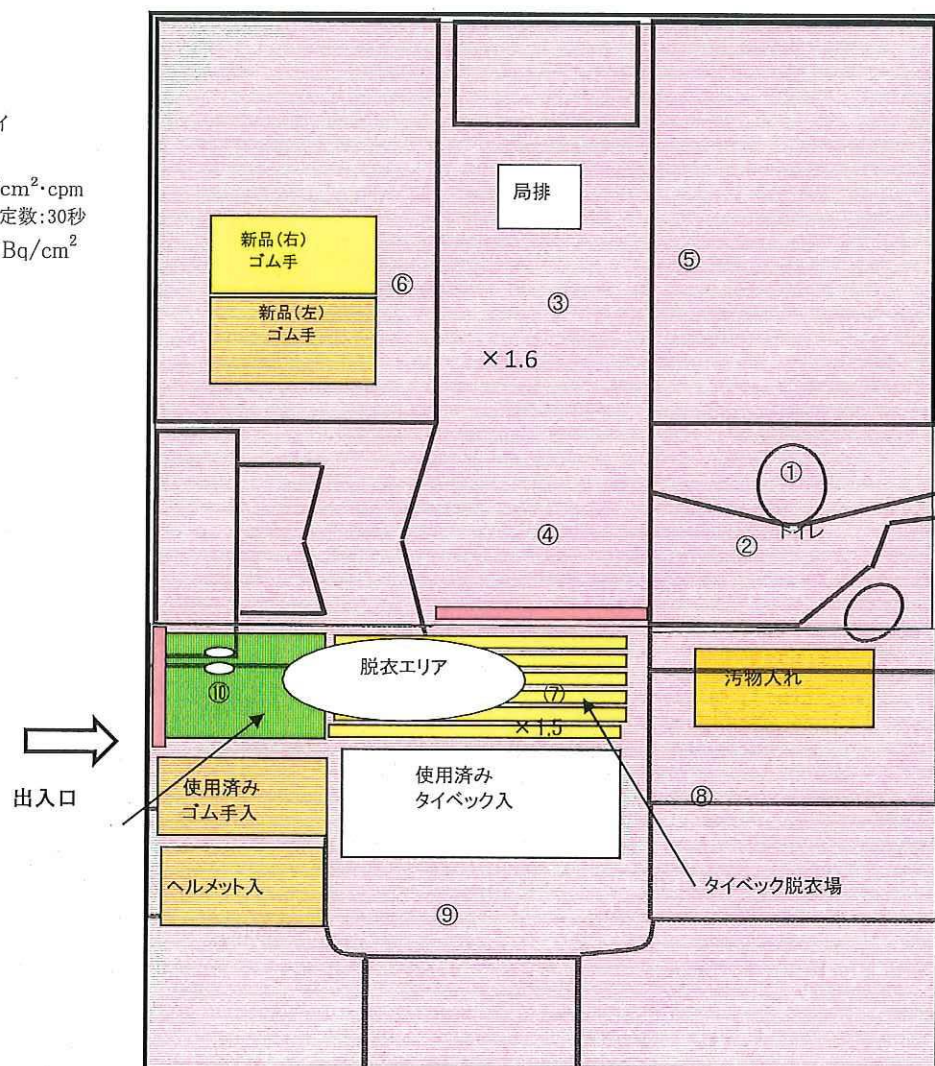 イ
cm²・cpm
定数:30秒
Bq/cm²
局排
新品(右)
ゴム手
新品(左)
ゴム手
⑥
⑤
③
×1.6
①
④
②
トイレ
脱衣エリア
⑩
⑦
汚物入れ
×1.5
出入口
使用済み
ゴム手入
使用済み
タイベック入
⑧
ヘルメット入
タイベック脱衣場
⑨